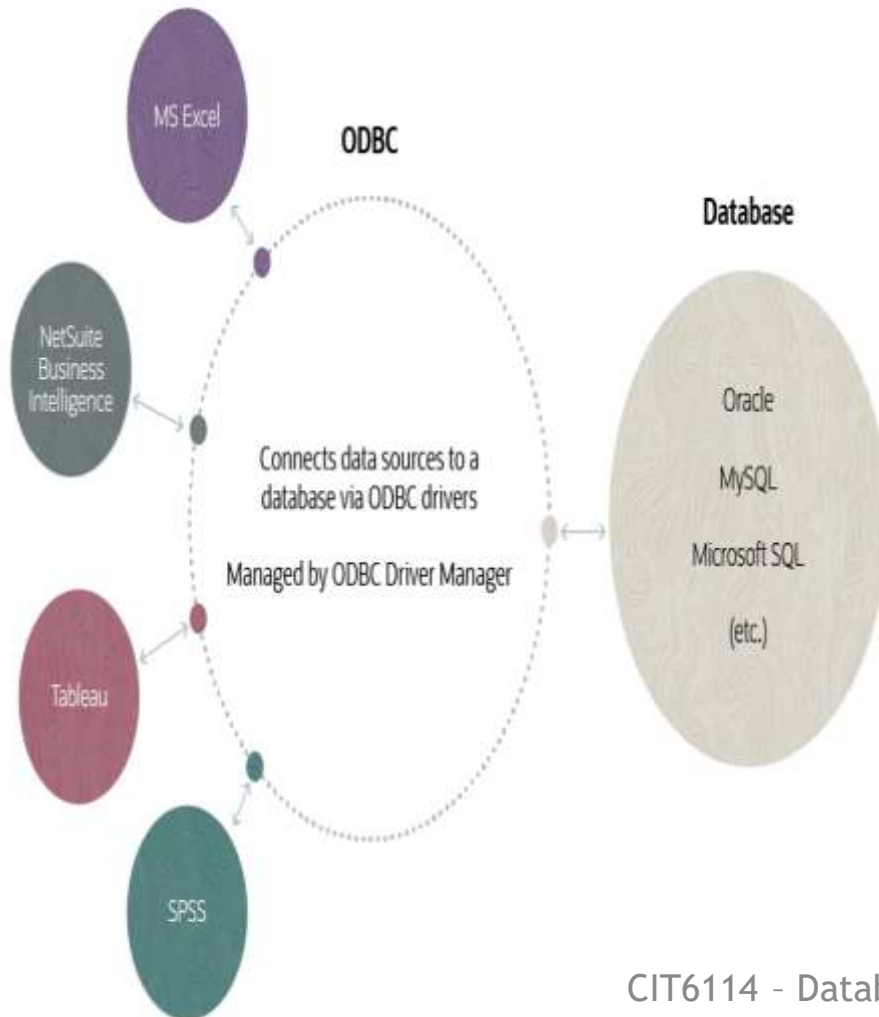 MS Excel
ODBC
Database
NetSuite
Business
Intelligence
Connects data sources to a
database via ODBC drivers
Managed by ODBC Driver Manager
Oracle
MySQL
Microsoft SQL
(etc.)
Tableau
SPSS
CIT6114 – Datab